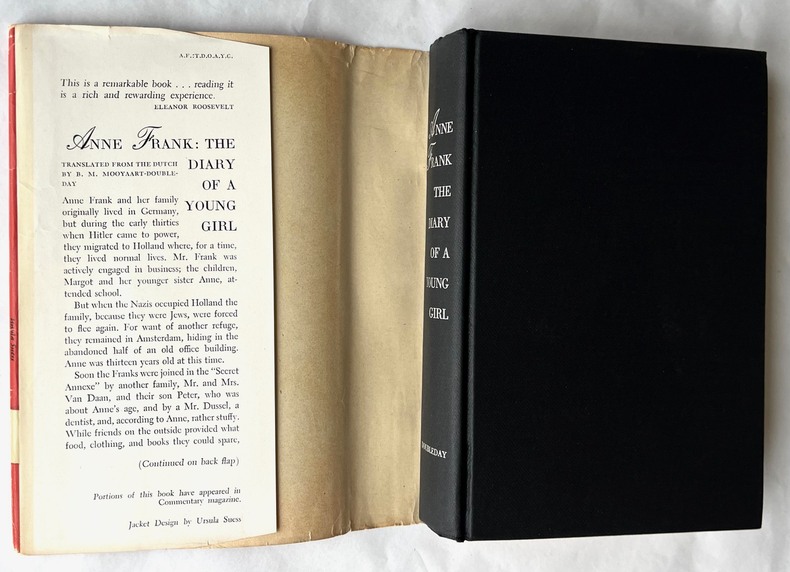 A.F.:T.D.O.A.Y.G.
This is a remarkable book . . . reading it
is a rich and rewarding experience.
ELEANOR ROOSEVELT
ANNE FRANK: THE
DIARY
OF A
YOUNG
GIRL
TRANSLATED FROM THE DUTCH
BY B. M. MOOYAART-DOUBLE-
DAY
Anne Frank and her family
originally lived in Germany,
but during the early thirties
when Hitler came to power,
they migrated to Holland where, for a time,
they lived normal lives. Mr. Frank was
actively engaged in business; the children,
Margot and her younger sister Anne, at-
tended school.
But when the Nazis occupied Holland the
family, because they were Jews, were forced
to flee again. For want of another refuge,
they remained in Amsterdam, hiding in the
abandoned half of an old office building.
Anne was thirteen years old at this time.
Soon the Franks were joined in the "Secret
Annexe" by another family, Mr. and Mrs.
Van Daan, and their son Peter, who was
about Anne's age, and by a Mr. Dussel, a
dentist, and, according to Anne, rather stuffy.
While friends on the outside provided what
food, clothing, and books they could spare,
(Continued on back flap)
Portions of this book have appeared in
Commentary magazine.
Jacket Design by Ursula Suess
ANNE
FRANK
THE
DIARY
OF A
YOUNG
GIRL
DOUBLEDAY